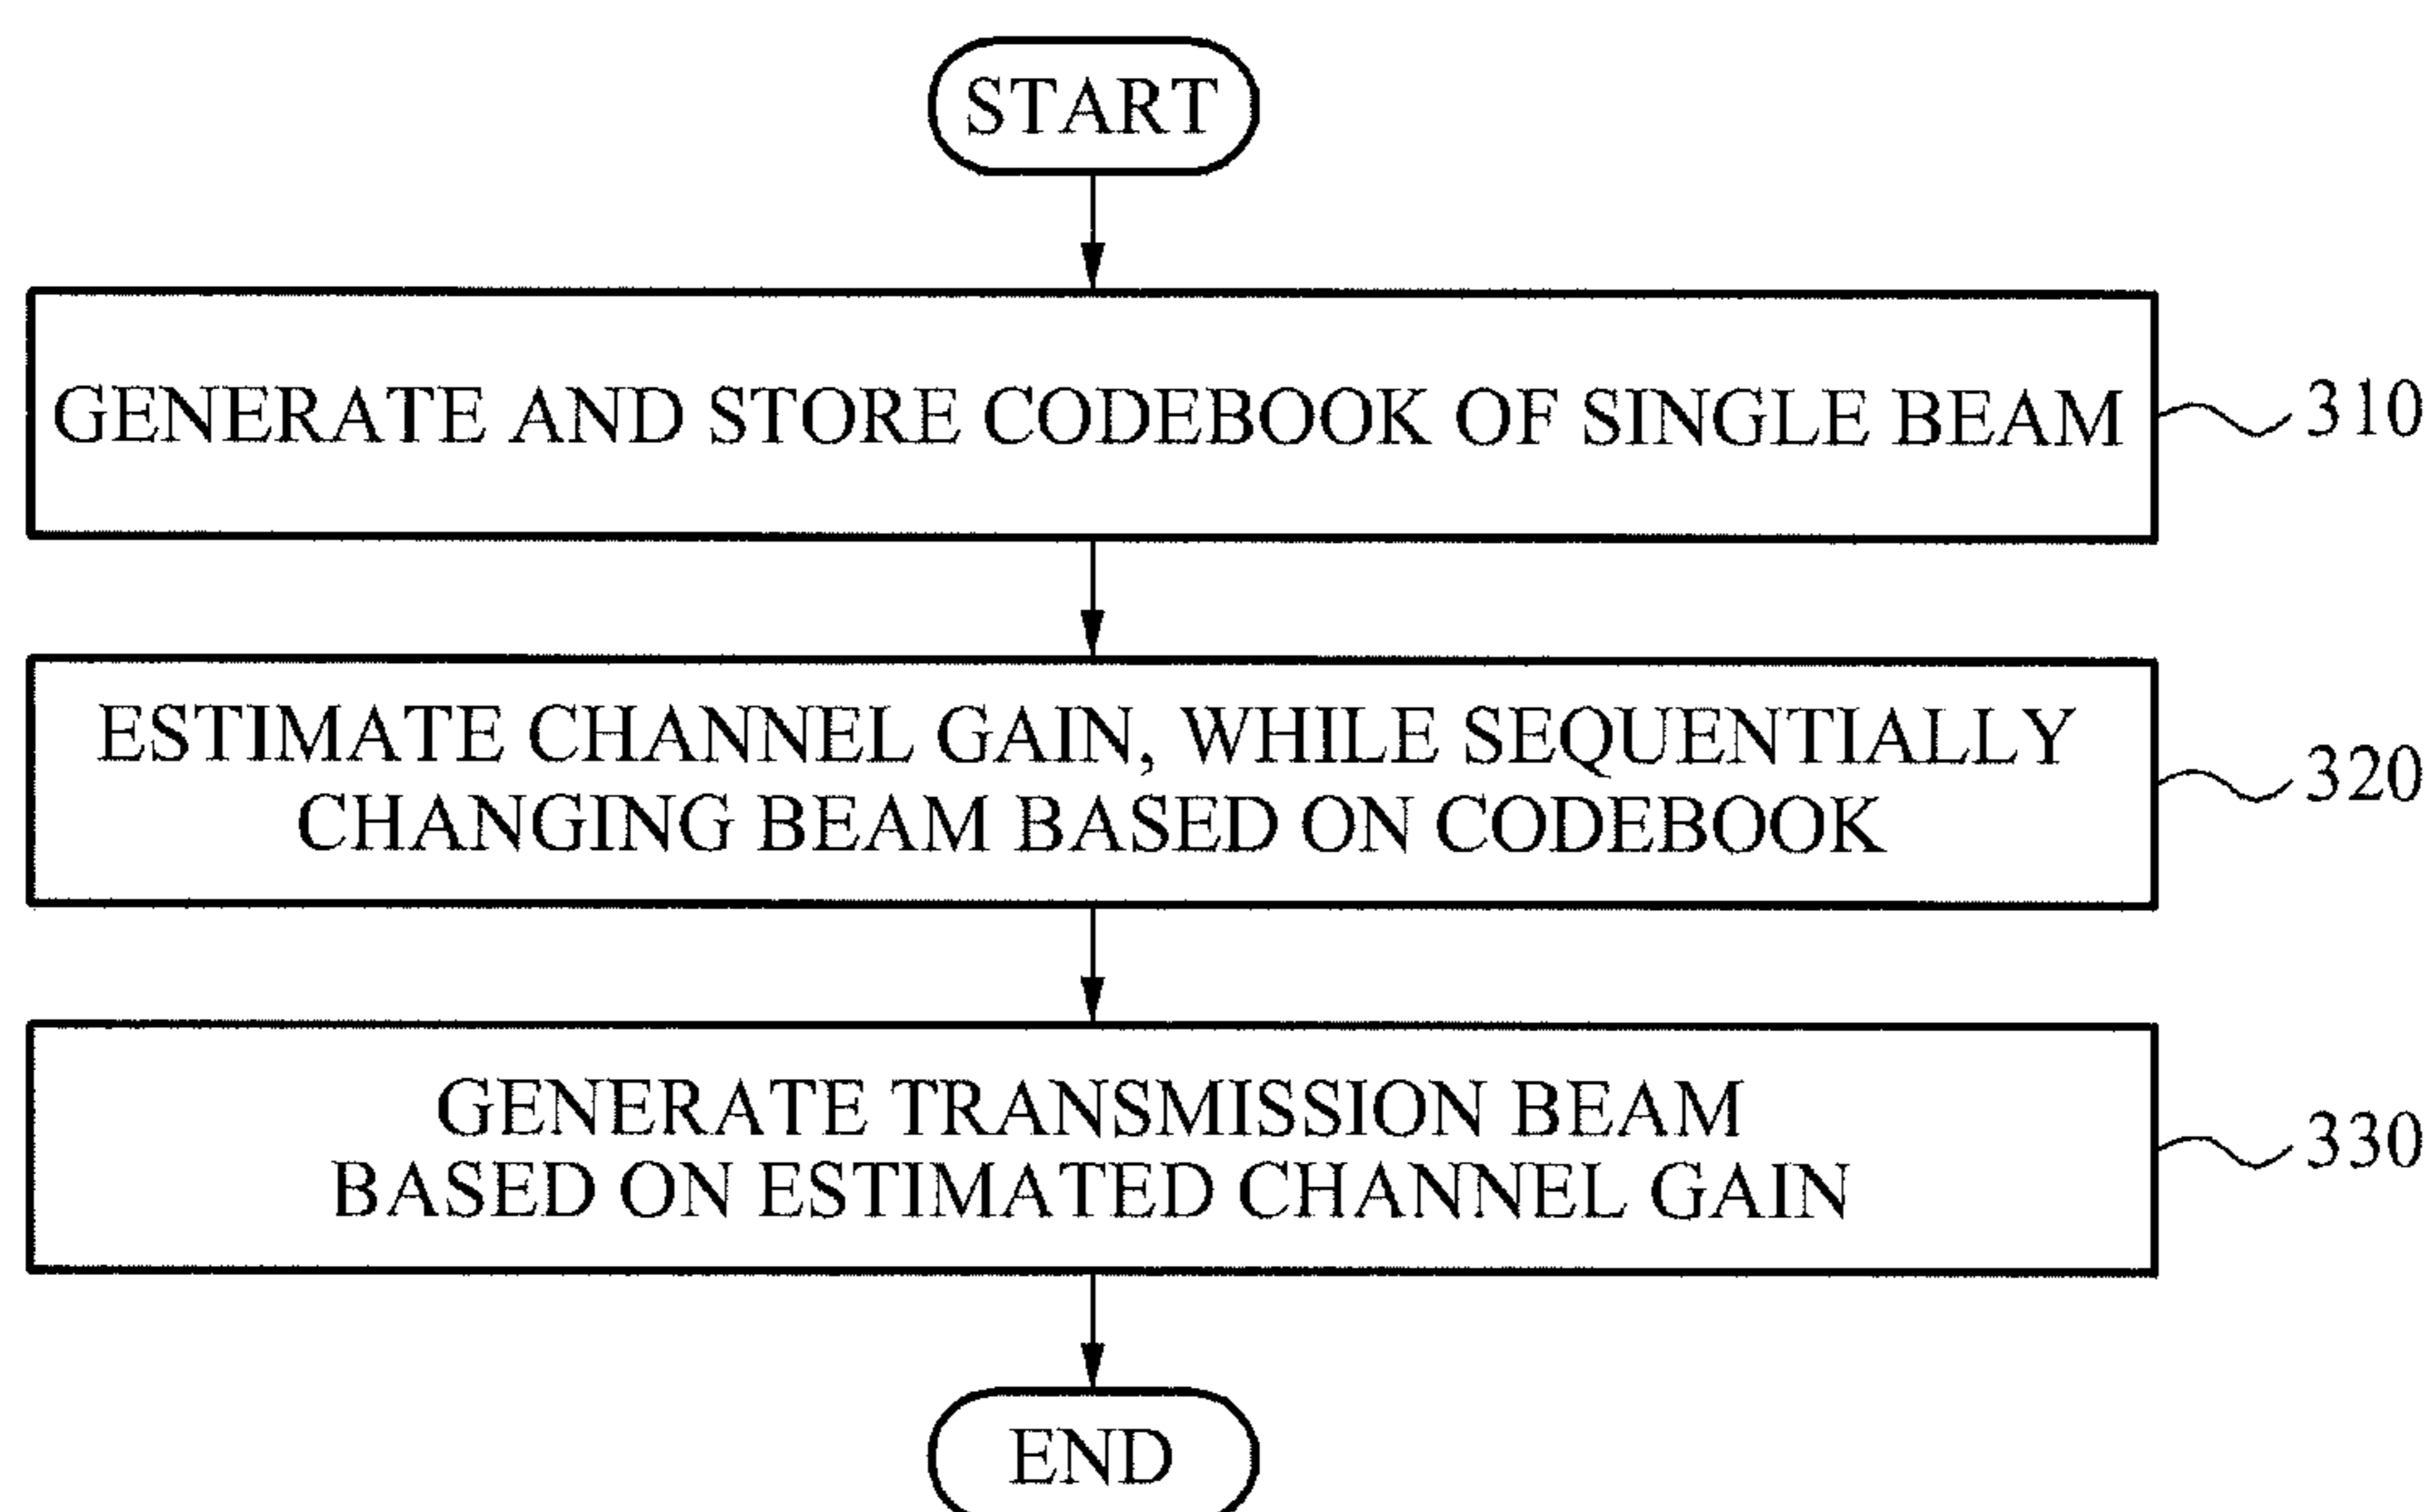 START
GENERATE AND STORE CODEBOOK OF SINGLE BEAM
310
ESTIMATE CHANNEL GAIN, WHILE SEQUENTIALLY
CHANGING BEAM BASED ON CODEBOOK
320
GENERATE TRANSMISSION BEAM
BASED ON ESTIMATED CHANNEL GAIN
330
END